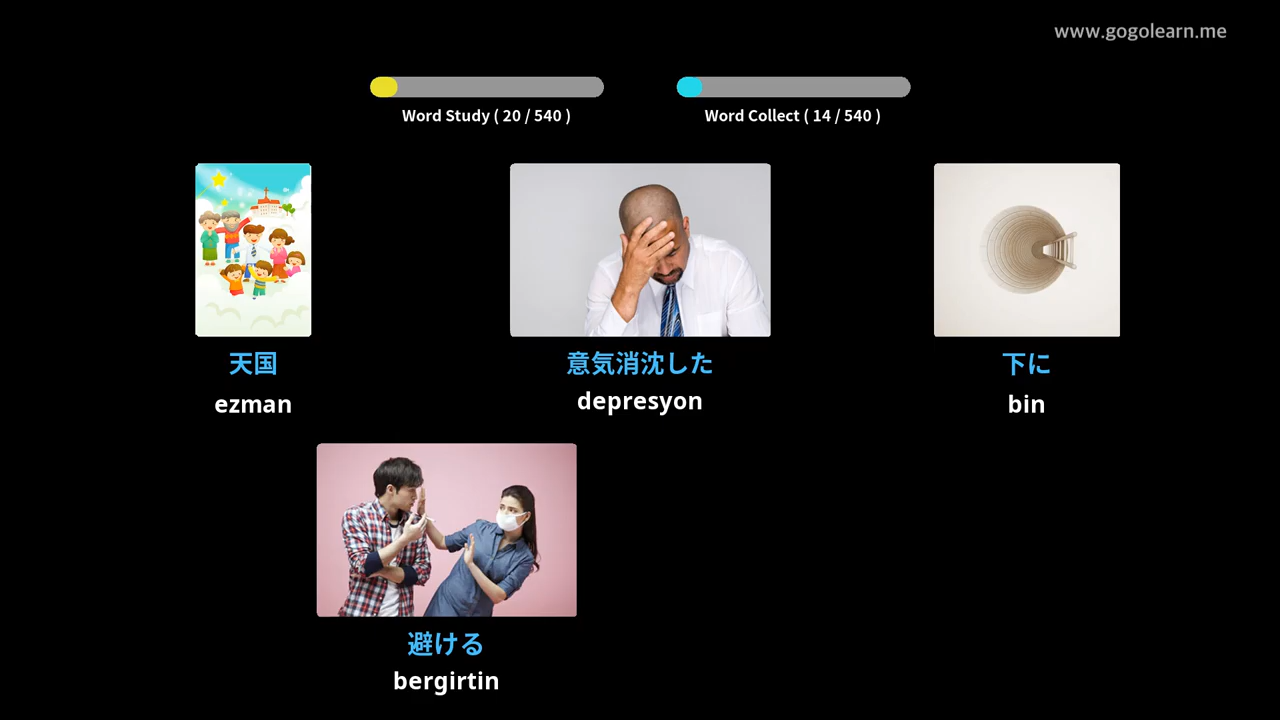 www.gogolearn.me
Word Study ( 20 / 540 )
Word Collect ( 14 / 540 )
天国
ezman
意気消沈した
depresyon
下に
bin
避ける
bergirtin